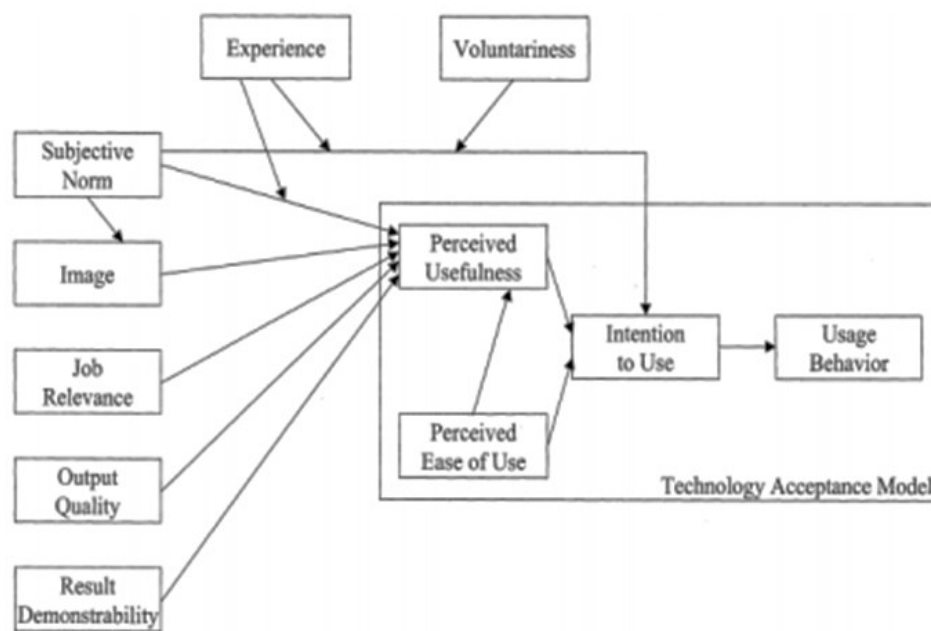 Experience
Voluntariness
Subjective
Norm
Image
Job
Relevance
Output
Quality
Result
Demonstrability
Perceived
Usefulness
Perceived
Ease of Use
Intention
to Use
Usage
Behavior
Technology Acceptance Model